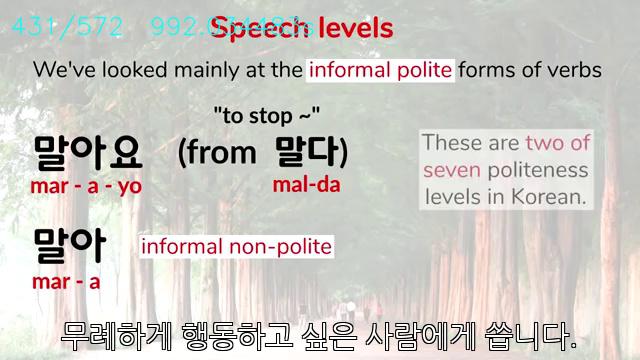 431/572 992.034483s
Speech levels
We've looked mainly at the informal polite forms of verbs
"to stop ~"
말아요 (from 말다)
mar - a - yo mal-da
These are two of
seven politeness
levels in Korean.
말아 informal non-polite
mar - a
무례하게 행동하고 싶은 사람에게 씁니다.